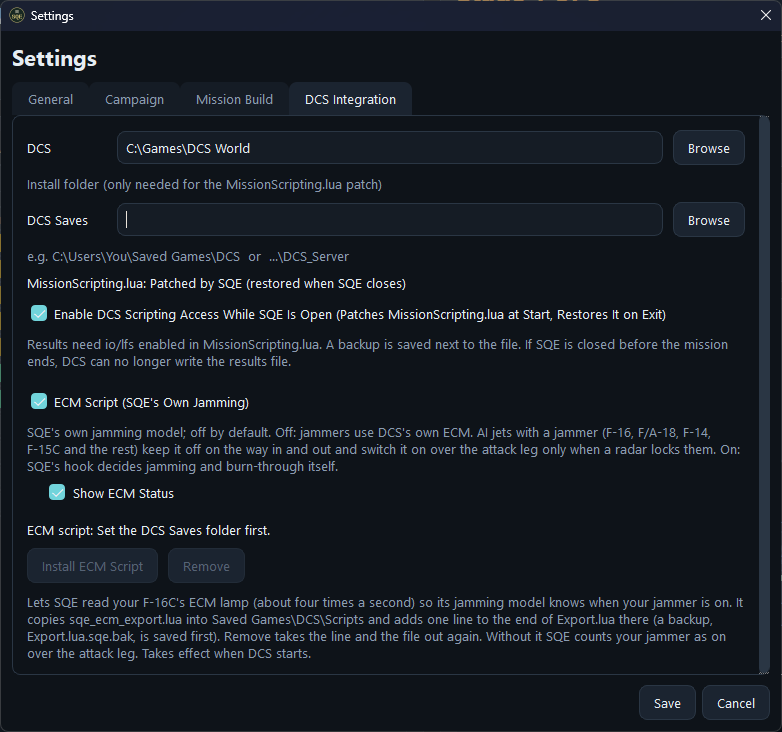 SQE Settings
Settings
General Campaign Mission Build DCS Integration
DCS C:\Games\DCS World Browse
Install folder (only needed for the MissionScripting.lua patch)
DCS Saves Browse
e.g. C:\Users\You\Saved Games\DCS or ...\DCS_Server
MissionScripting.lua: Patched by SQE (restored when SQE closes)
Enable DCS Scripting Access While SQE Is Open (Patches MissionScripting.lua at Start, Restores It on Exit)
Results need io/lfs enabled in MissionScripting.lua. A backup is saved next to the file. If SQE is closed before the mission
ends, DCS can no longer write the results file.
ECM Script (SQE's Own Jamming)
SQE's own jamming model; off by default. Off: jammers use DCS's own ECM. AI jets with a jammer (F-16, F/A-18, F-14,
F-15C and the rest) keep it off on the way in and out and switch it on over the attack leg only when a radar locks them. On:
SQE's hook decides jamming and burn-through itself.
Show ECM Status
ECM script: Set the DCS Saves folder first.
Install ECM Script Remove
Lets SQE read your F-16C's ECM lamp (about four times a second) so its jamming model knows when your jammer is on. It
copies sqe_ecm_export.lua into Saved Games\DCS\Scripts and adds one line to the end of Export.lua there (a backup,
Export.lua.sqe.bak, is saved first). Remove takes the line and the file out again. Without it SQE counts your jammer as on
over the attack leg. Takes effect when DCS starts.
Save Cancel